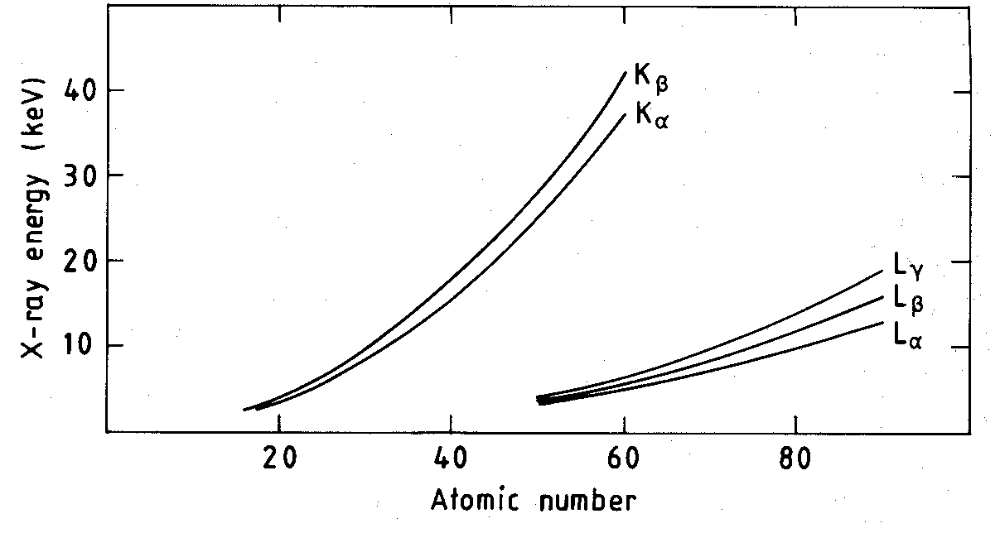 X-ray energy (keV)
40
30
20
10
Kβ
Kα
Lγ
Lβ
Lα
20 40 60 80
Atomic number